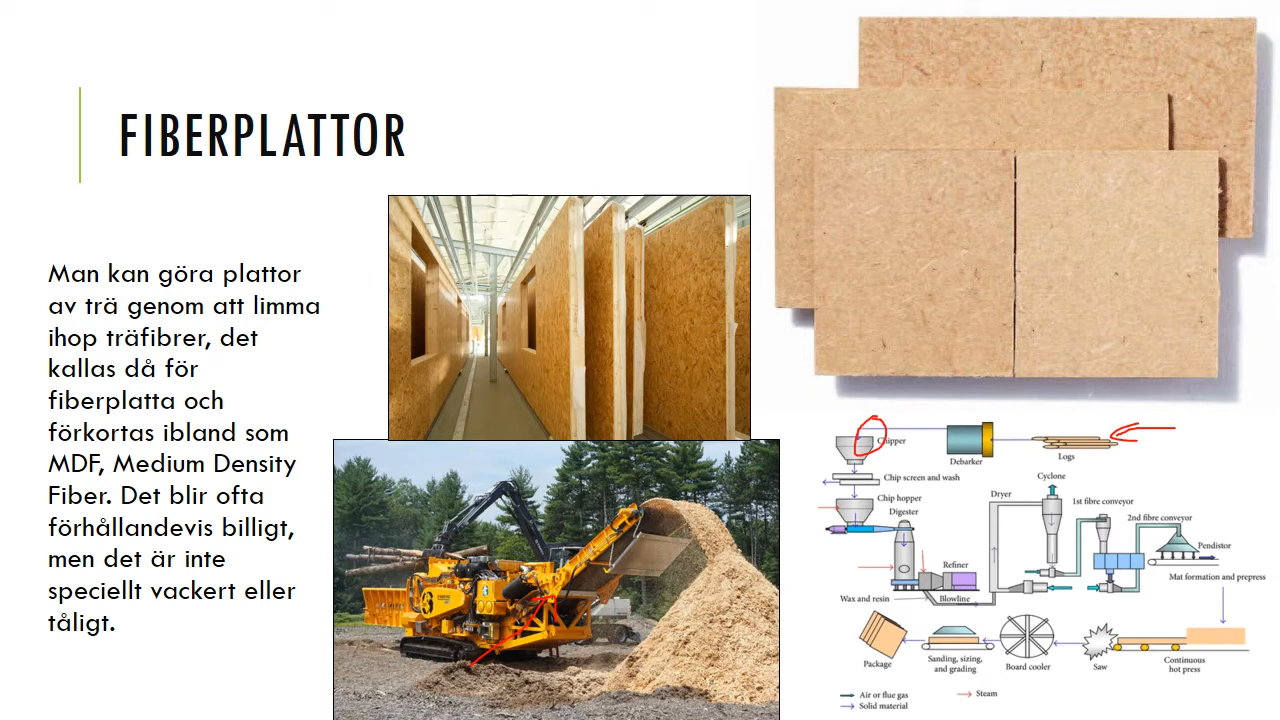 FIBERPLATTOR
Man kan göra plattor
av trä genom att limma
ihop träfibrer, det
kallas då för
fiberplatta och
förkortas ibland som
MDF, Medium Density
Fiber. Det blir ofta
förhållandevis billigt,
men det är inte
speciellt vackert eller
tåligt.
Chipper
Debarker
Logs
Chip screen and wash
Chip hopper
Digester
Dryer
Cyclone
1st fibre conveyor
2nd fibre conveyor
Pendistor
Refiner
Mat formation and prepress
Wax and resin
Blowline
Package
Sanding, sizing,
and grading
Board cooler
Saw
Continuous
hot press
Air or flue gas
Steam
Solid material